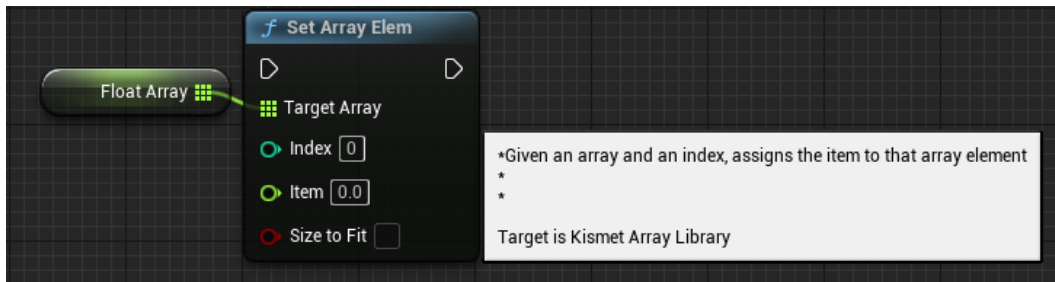 f Set Array Elem
Float Array
Target Array
Index 0
Item 0.0
Size to Fit
*Given an array and an index, assigns the item to that array element
*
*
Target is Kismet Array Library